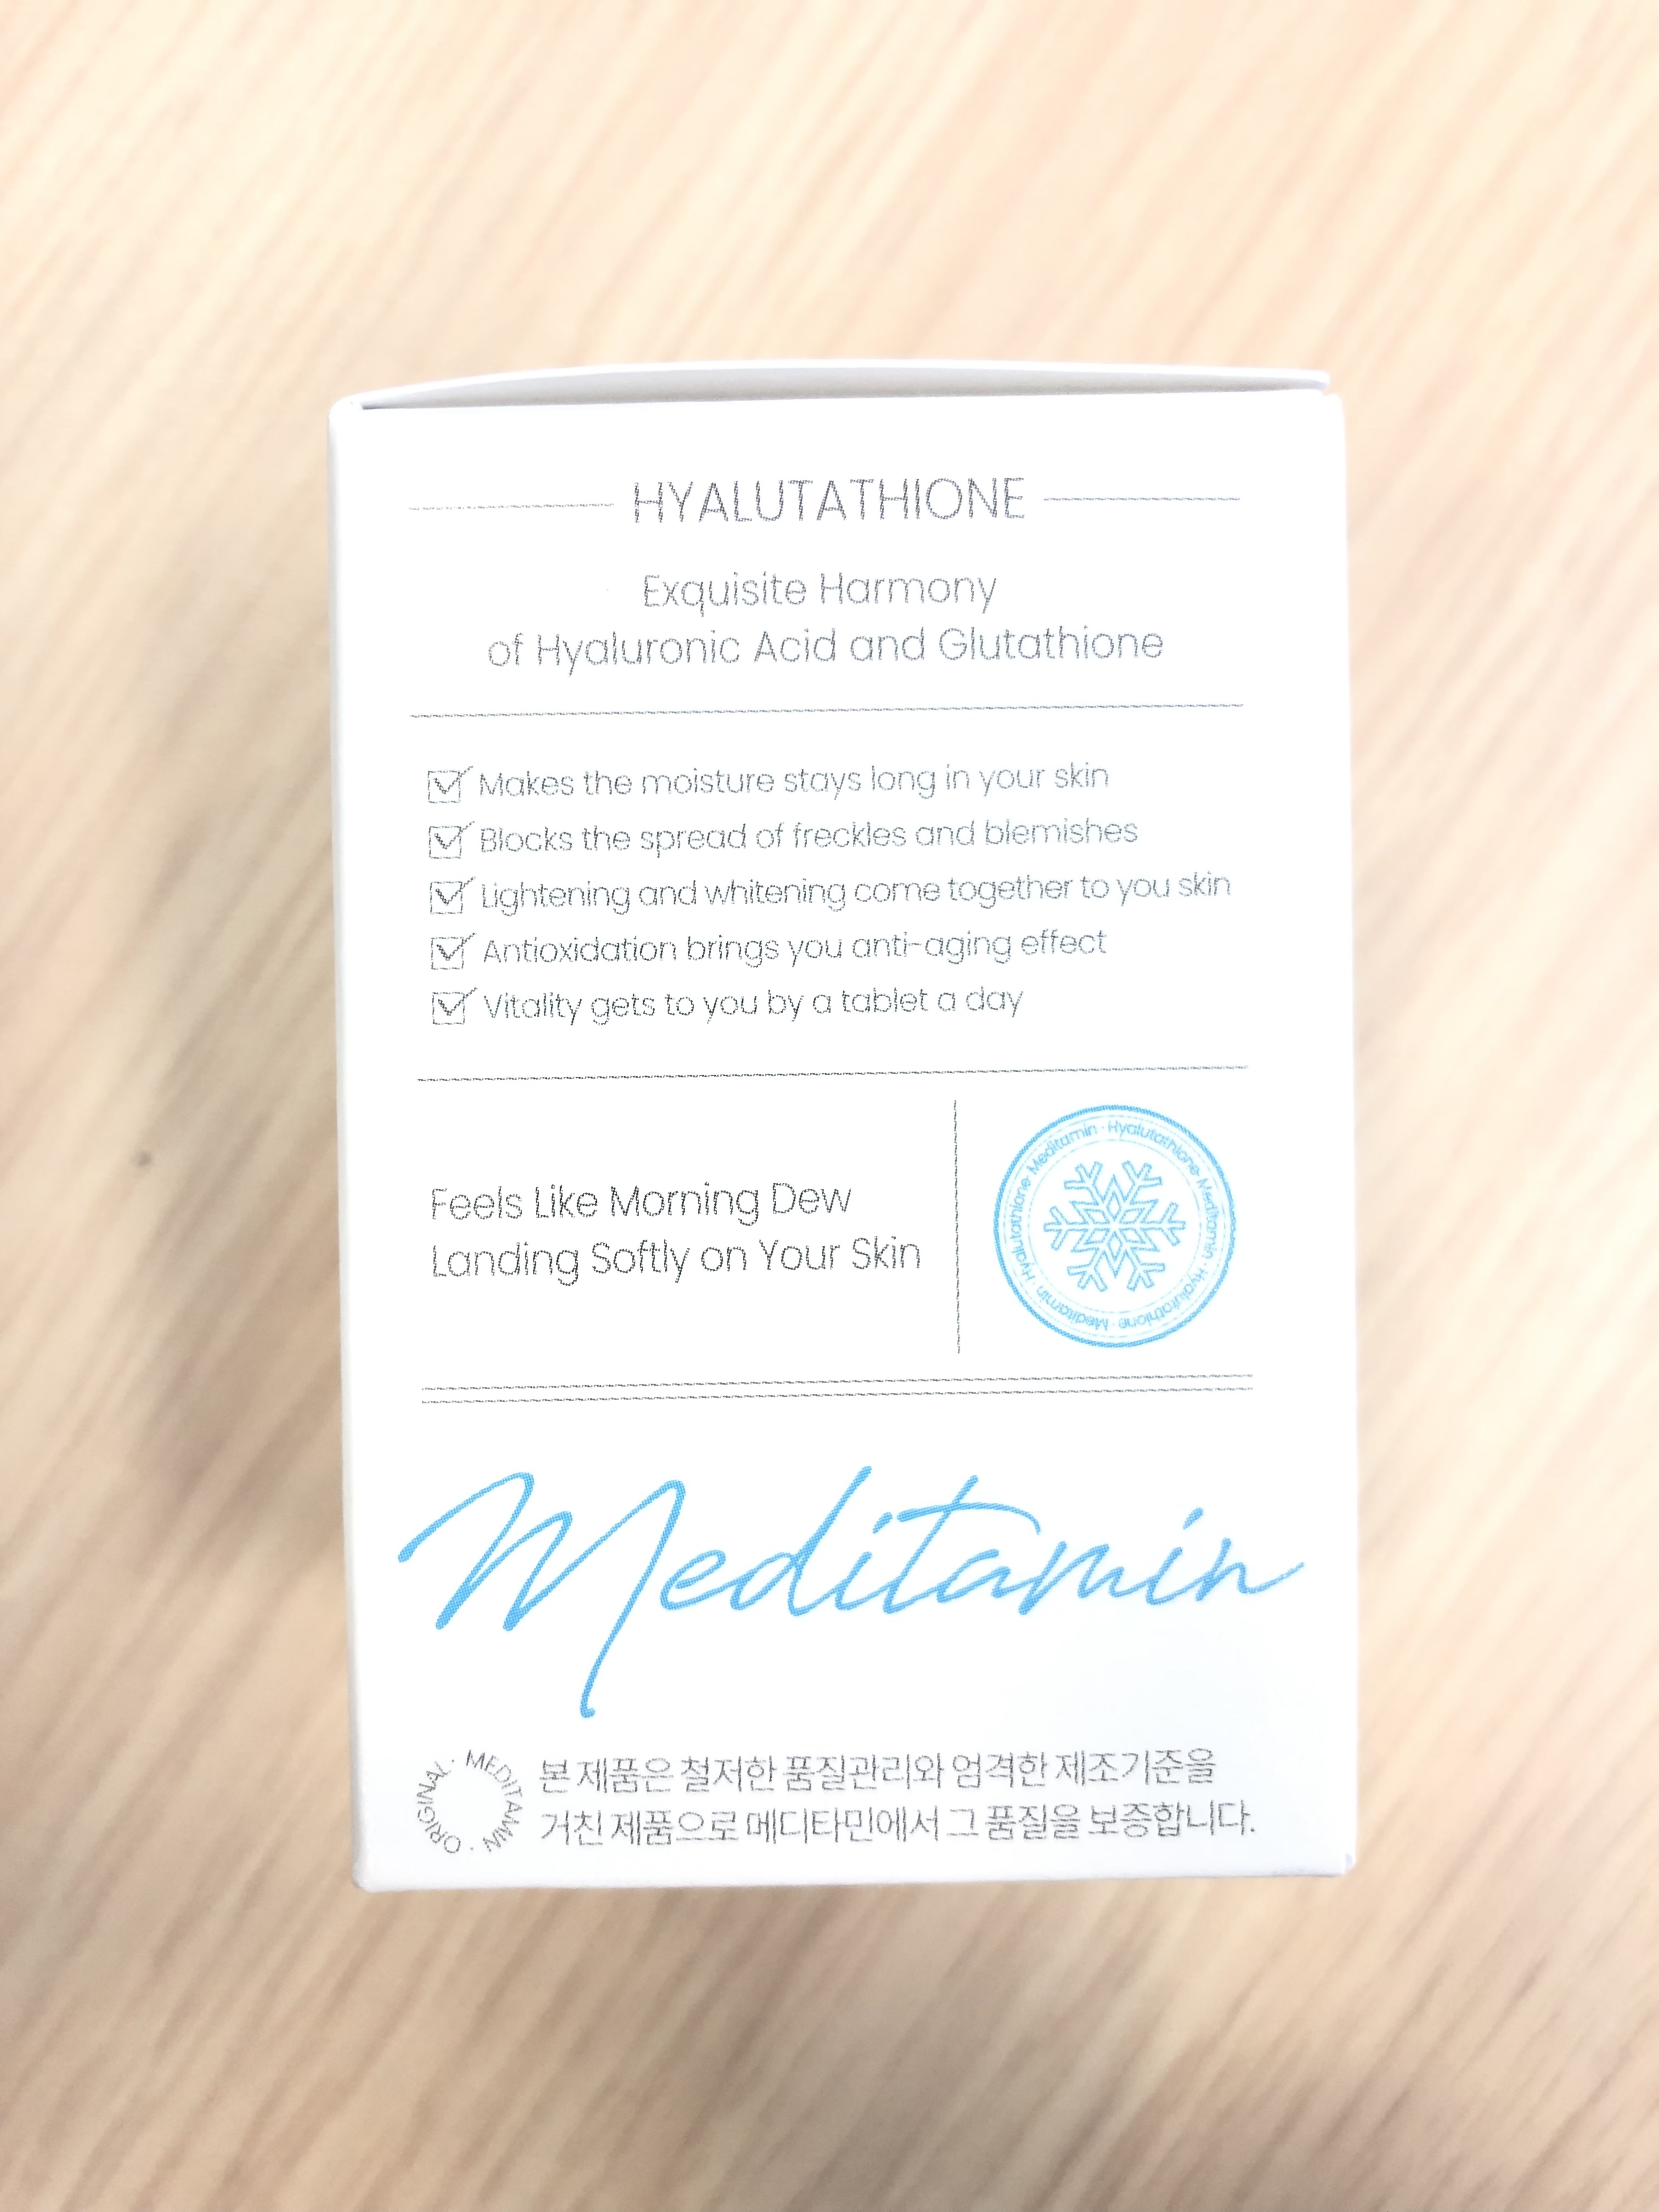 HYALUTATHIONE
Exquisite Harmony
of Hyaluronic Acid and Glutathione
Makes the moisture stays long in your skin
Blocks the spread of freckles and blemishes
Lightening and whitening come together to you skin
Antioxidation brings you anti-aging effect
Vitality gets to you by a tablet a day
Feels Like Morning Dew
Landing Softly on Your Skin
Meditamin · Hyalutathione · Meditamin · Hyalutathione · Meditamin · Hyalutathione ·
Meditamin
ORIGINAL · MEDITAMIN ·
본 제품은 철저한 품질관리와 엄격한 제조기준을
거친 제품으로 메디타민에서 그 품질을 보증합니다.